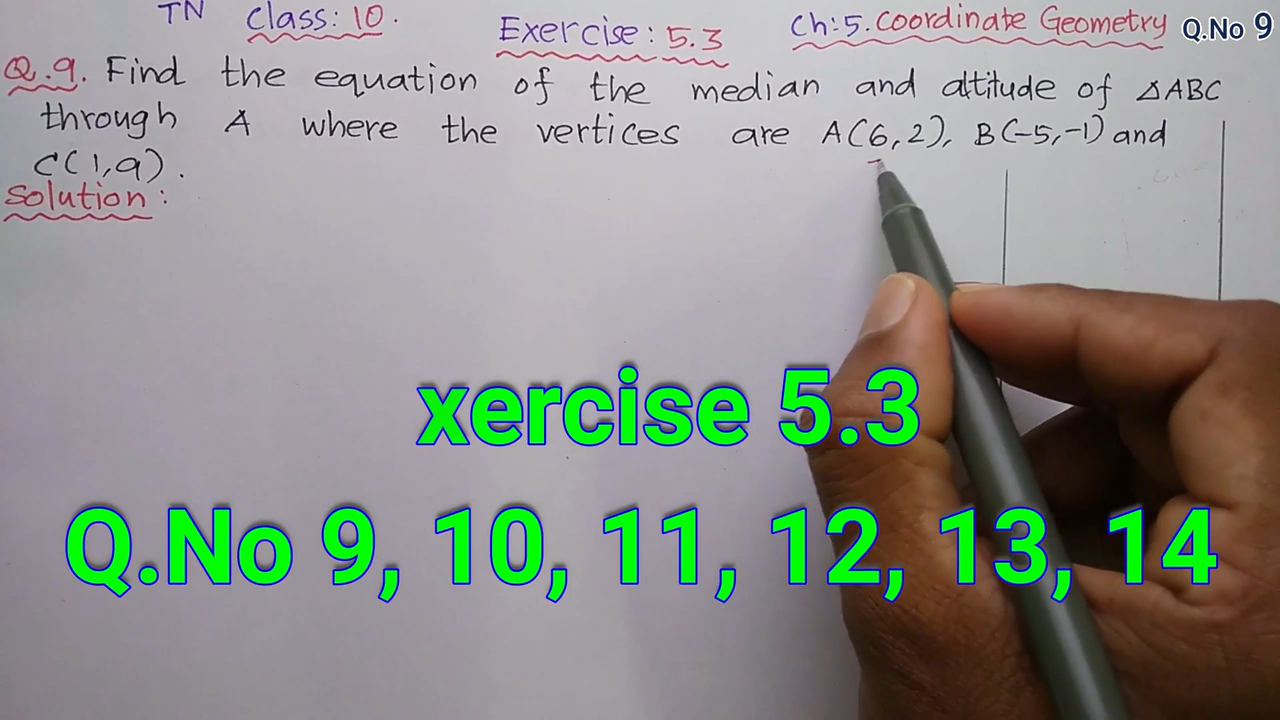 TN Class: 10. Exercise: 5.3 Ch: 5. Coordinate Geometry Q.No 9
Q.9. Find the equation of the median and altitude of ΔABC
through A where the vertices are A(6,2), B(-5,-1) and
C(1,9).
Solution:
xercise 5.3
Q.No 9, 10, 11, 12, 13, 14